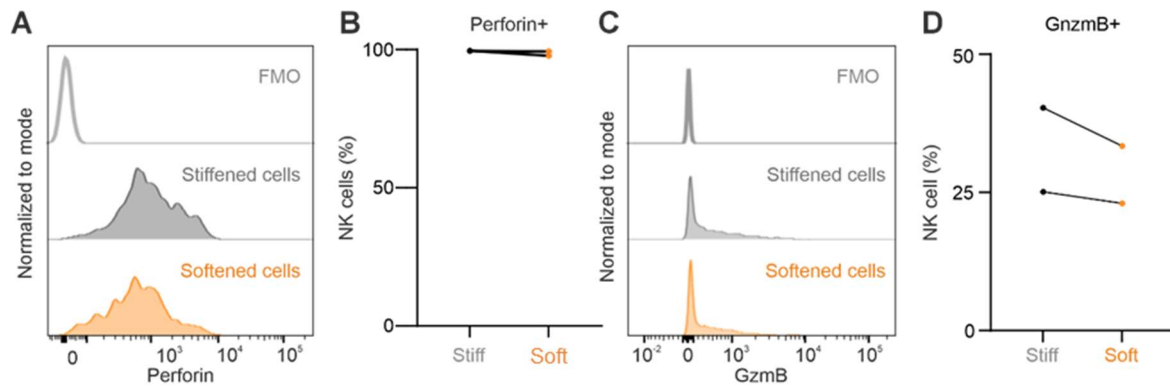 A
Normalized to mode
FMO
Stiffened cells
Softened cells
0 10³ 10⁴ 10⁵
Perforin
B
Perforin+
NK cells (%)
100
50
0
Stiff Soft
C
Normalized to mode
FMO
Stiffened cells
Softened cells
10⁻² 0 10³ 10⁴ 10⁵
GzmB
D
GnzmB+
NK cell (%)
50
25
0
Stiff Soft